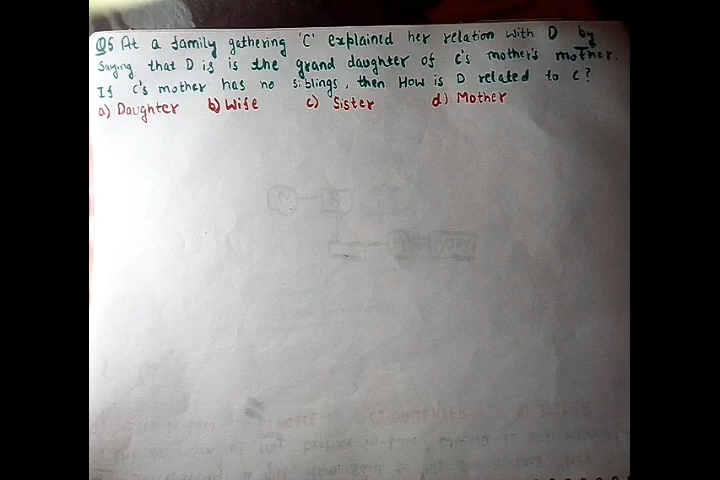 Q5 At a family gathering 'C' explained her relation with D by
saying that D is is the grand daughter of C's mother's mother.
If C's mother has no siblings, then How is D related to C?
a) Daughter b) Wife c) Sister d) Mother